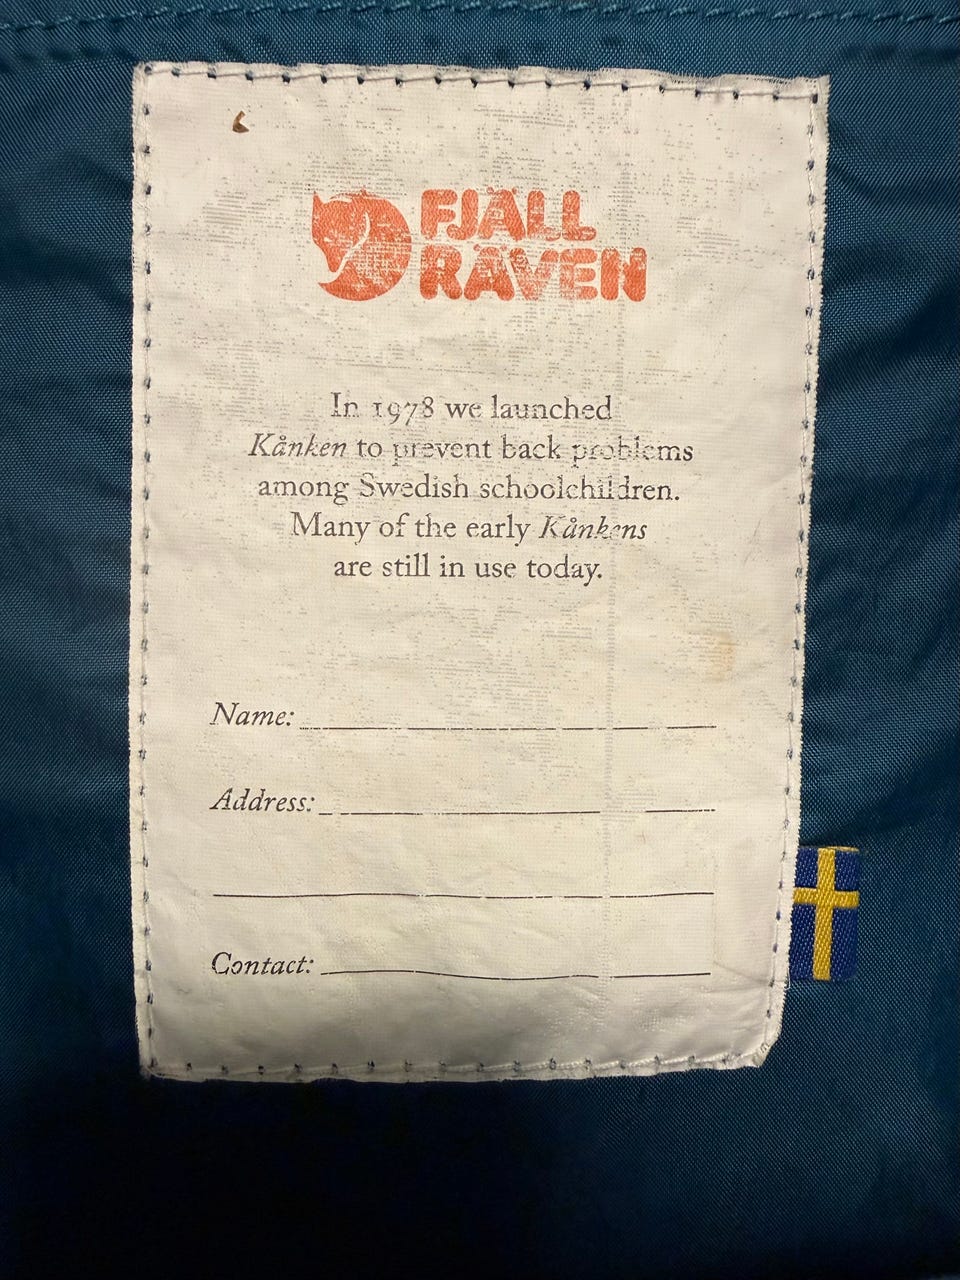 FJÄLL
RÄVEN
In 1978 we launched
Kånken to prevent back problems
among Swedish schoolchildren.
Many of the early Kånkens
are still in use today.
Name:
Address:
Contact: